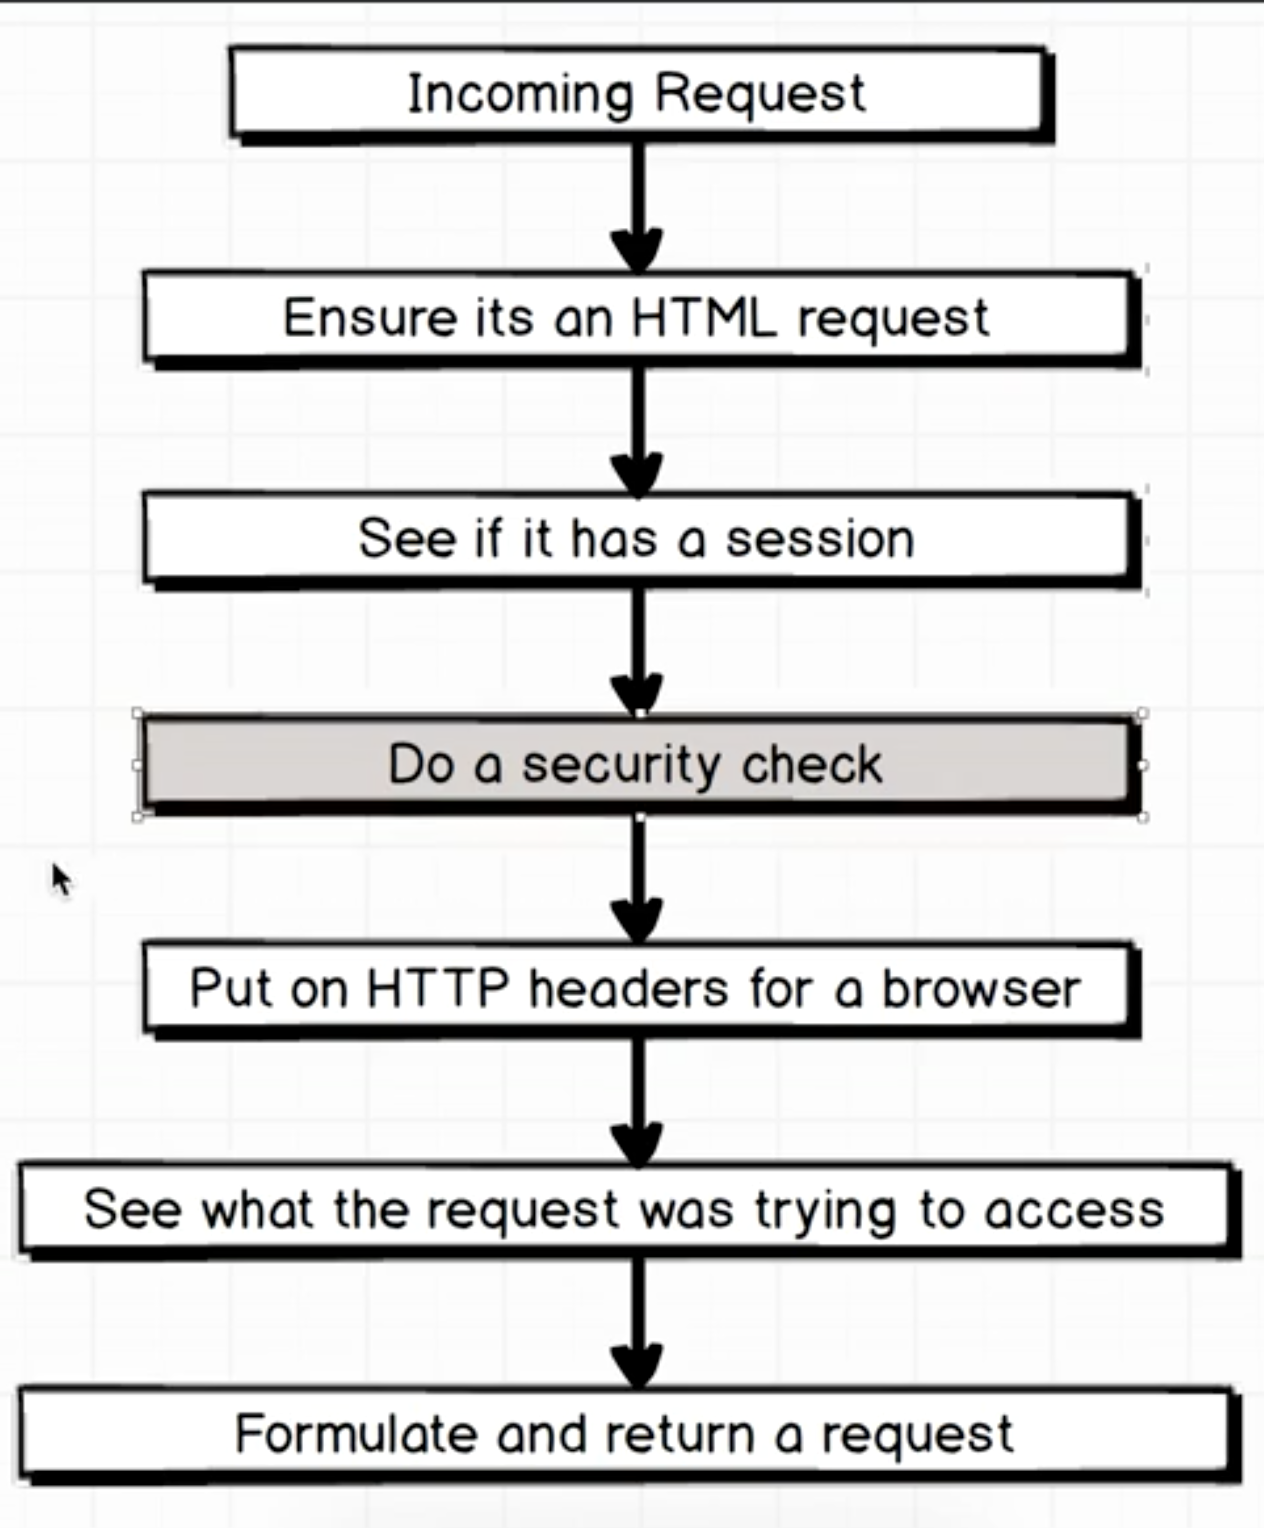 Incoming Request
Ensure its an HTML request
See if it has a session
Do a security check
Put on HTTP headers for a browser
See what the request was trying to access
Formulate and return a request